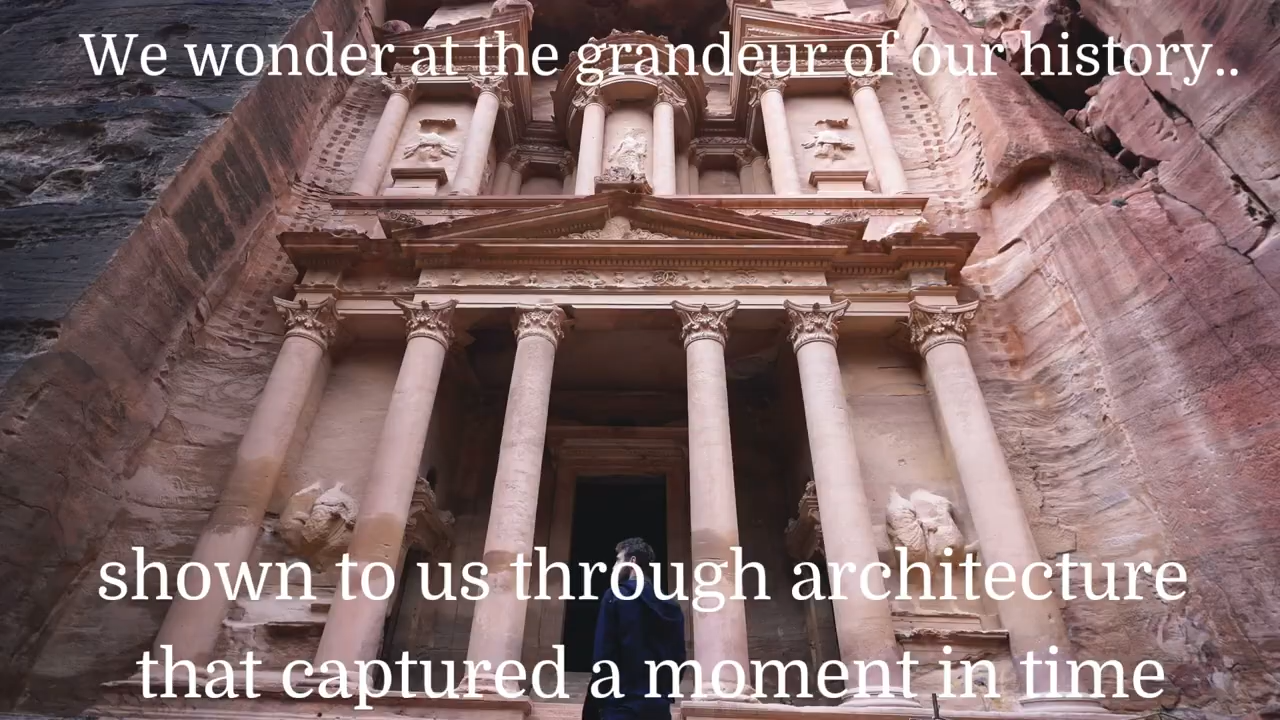 We wonder at the grandeur of our history..
shown to us through architecture
that captured a moment in time